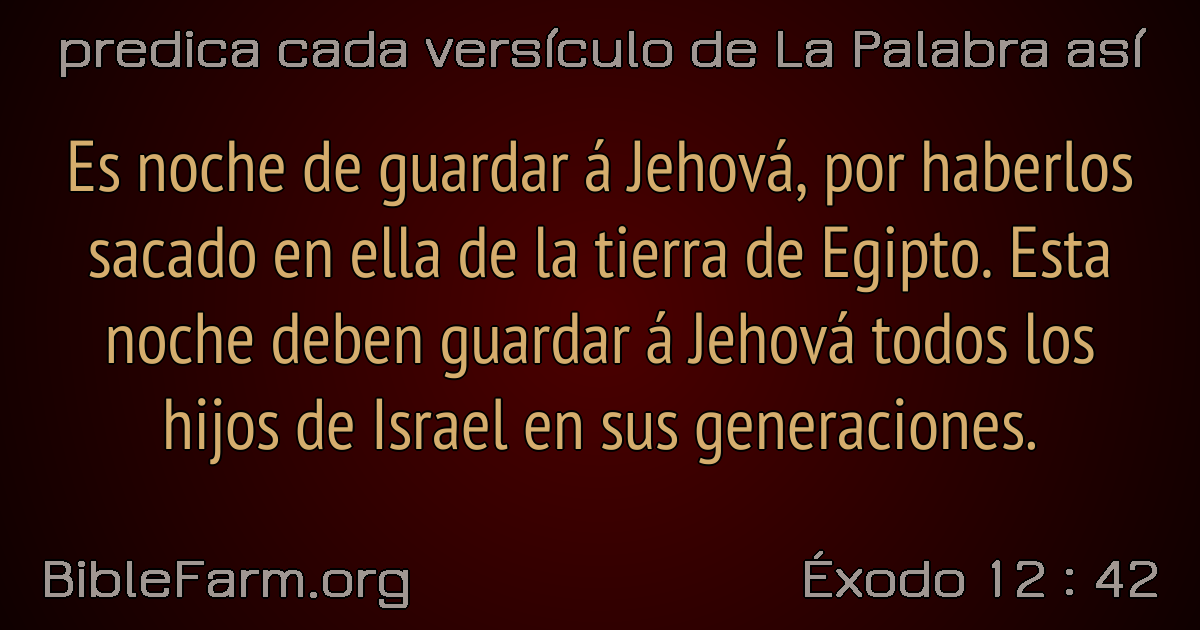 predica cada versículo de La Palabra así
Es noche de guardar á Jehová, por haberlos
sacado en ella de la tierra de Egipto. Esta
noche deben guardar á Jehová todos los
hijos de Israel en sus generaciones.
BibleFarm.org
Éxodo 12 : 42